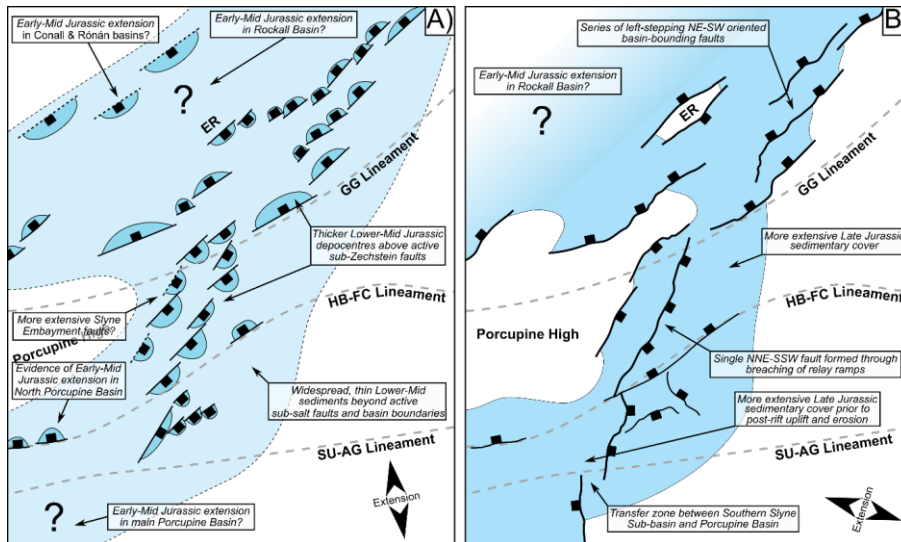 A)
Early-Mid Jurassic extension
in Conall & Rónán basins?
Early-Mid Jurassic extension
in Rockall Basin?
?
ER
GG Lineament
Thicker Lower-Mid Jurassic
depocentres above active
sub-Zechstein faults
HB-FC Lineament
More extensive Slyne
Embayment faults?
Porcupine High
Evidence of Early-Mid
Jurassic extension in
North Porcupine Basin
Widespread, thin Lower-Mid
sediments beyond active
sub-salt faults and basin boundaries
SU-AG Lineament
Extension
?
Early-Mid Jurassic extension
in main Porcupine Basin?
B)
Series of left-stepping NE-SW oriented
basin-bounding faults
Early-Mid Jurassic extension
in Rockall Basin?
?
ER
GG Lineament
More extensive Late Jurassic
sedimentary cover
HB-FC Lineament
Porcupine High
Single NNE-SSW fault formed through
breaching of relay ramps
More extensive Late Jurassic
sedimentary cover prior to
post-rift uplift and erosion
SU-AG Lineament
Transfer zone between Southern Slyne
Sub-basin and Porcupine Basin
Extension